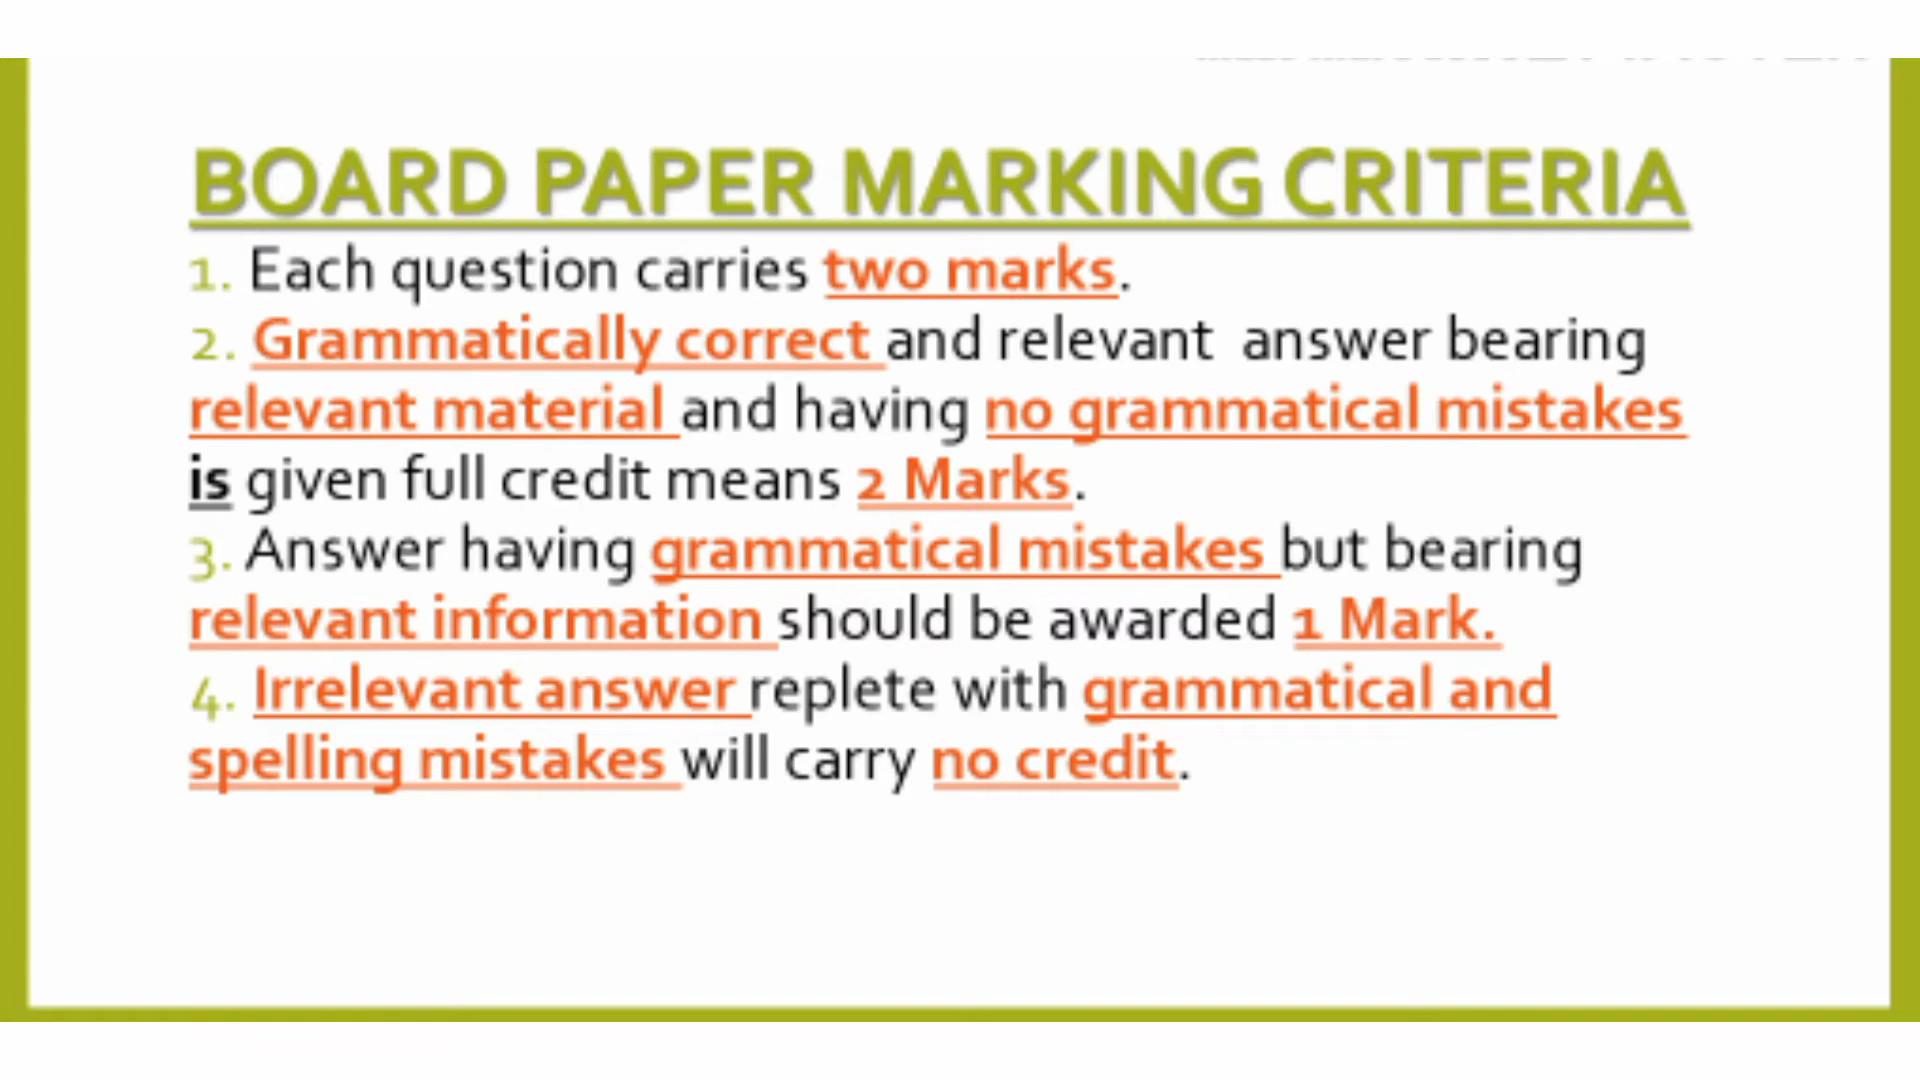 BOARD PAPER MARKING CRITERIA
1. Each question carries two marks.
2. Grammatically correct and relevant answer bearing
relevant material and having no grammatical mistakes
is given full credit means 2 Marks.
3. Answer having grammatical mistakes but bearing
relevant information should be awarded 1 Mark.
4. Irrelevant answer replete with grammatical and
spelling mistakes will carry no credit.